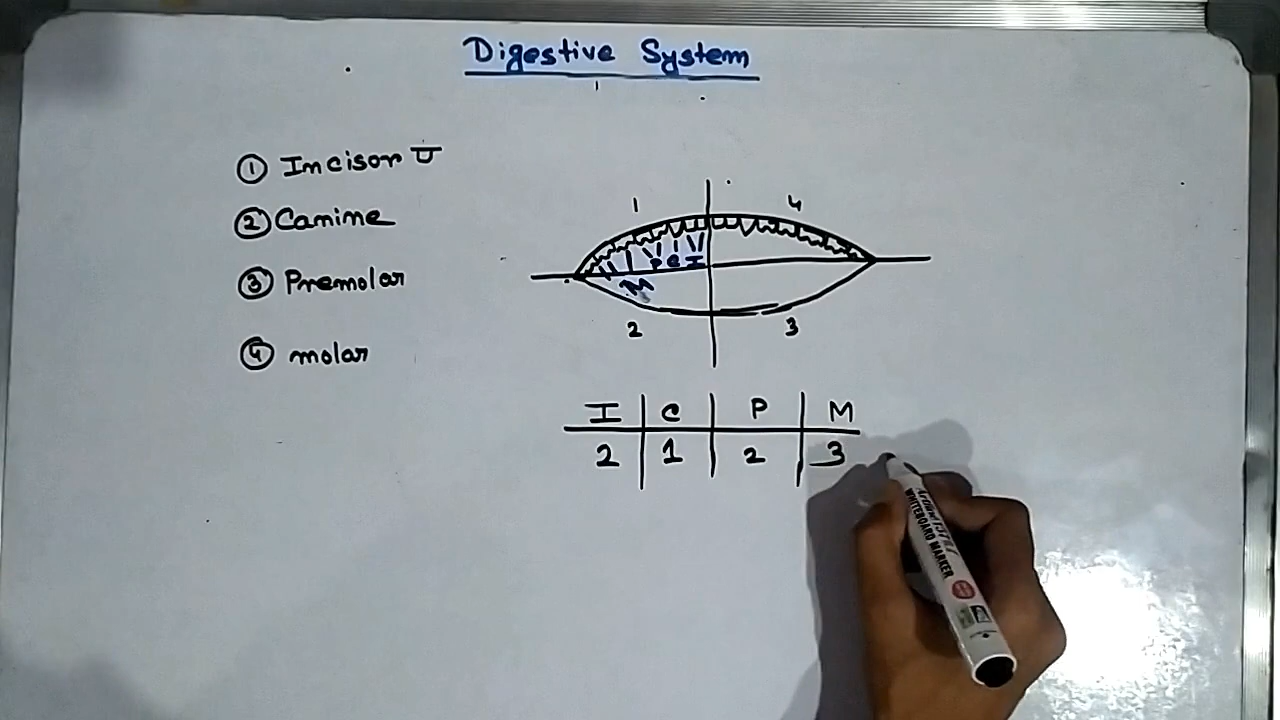 Digestive System
① Incisor
② Canine
③ Premolar
④ molar
1 4
P C I
M
2 3
I C P M
2 1 2 3
WHITEBOARD MARKER